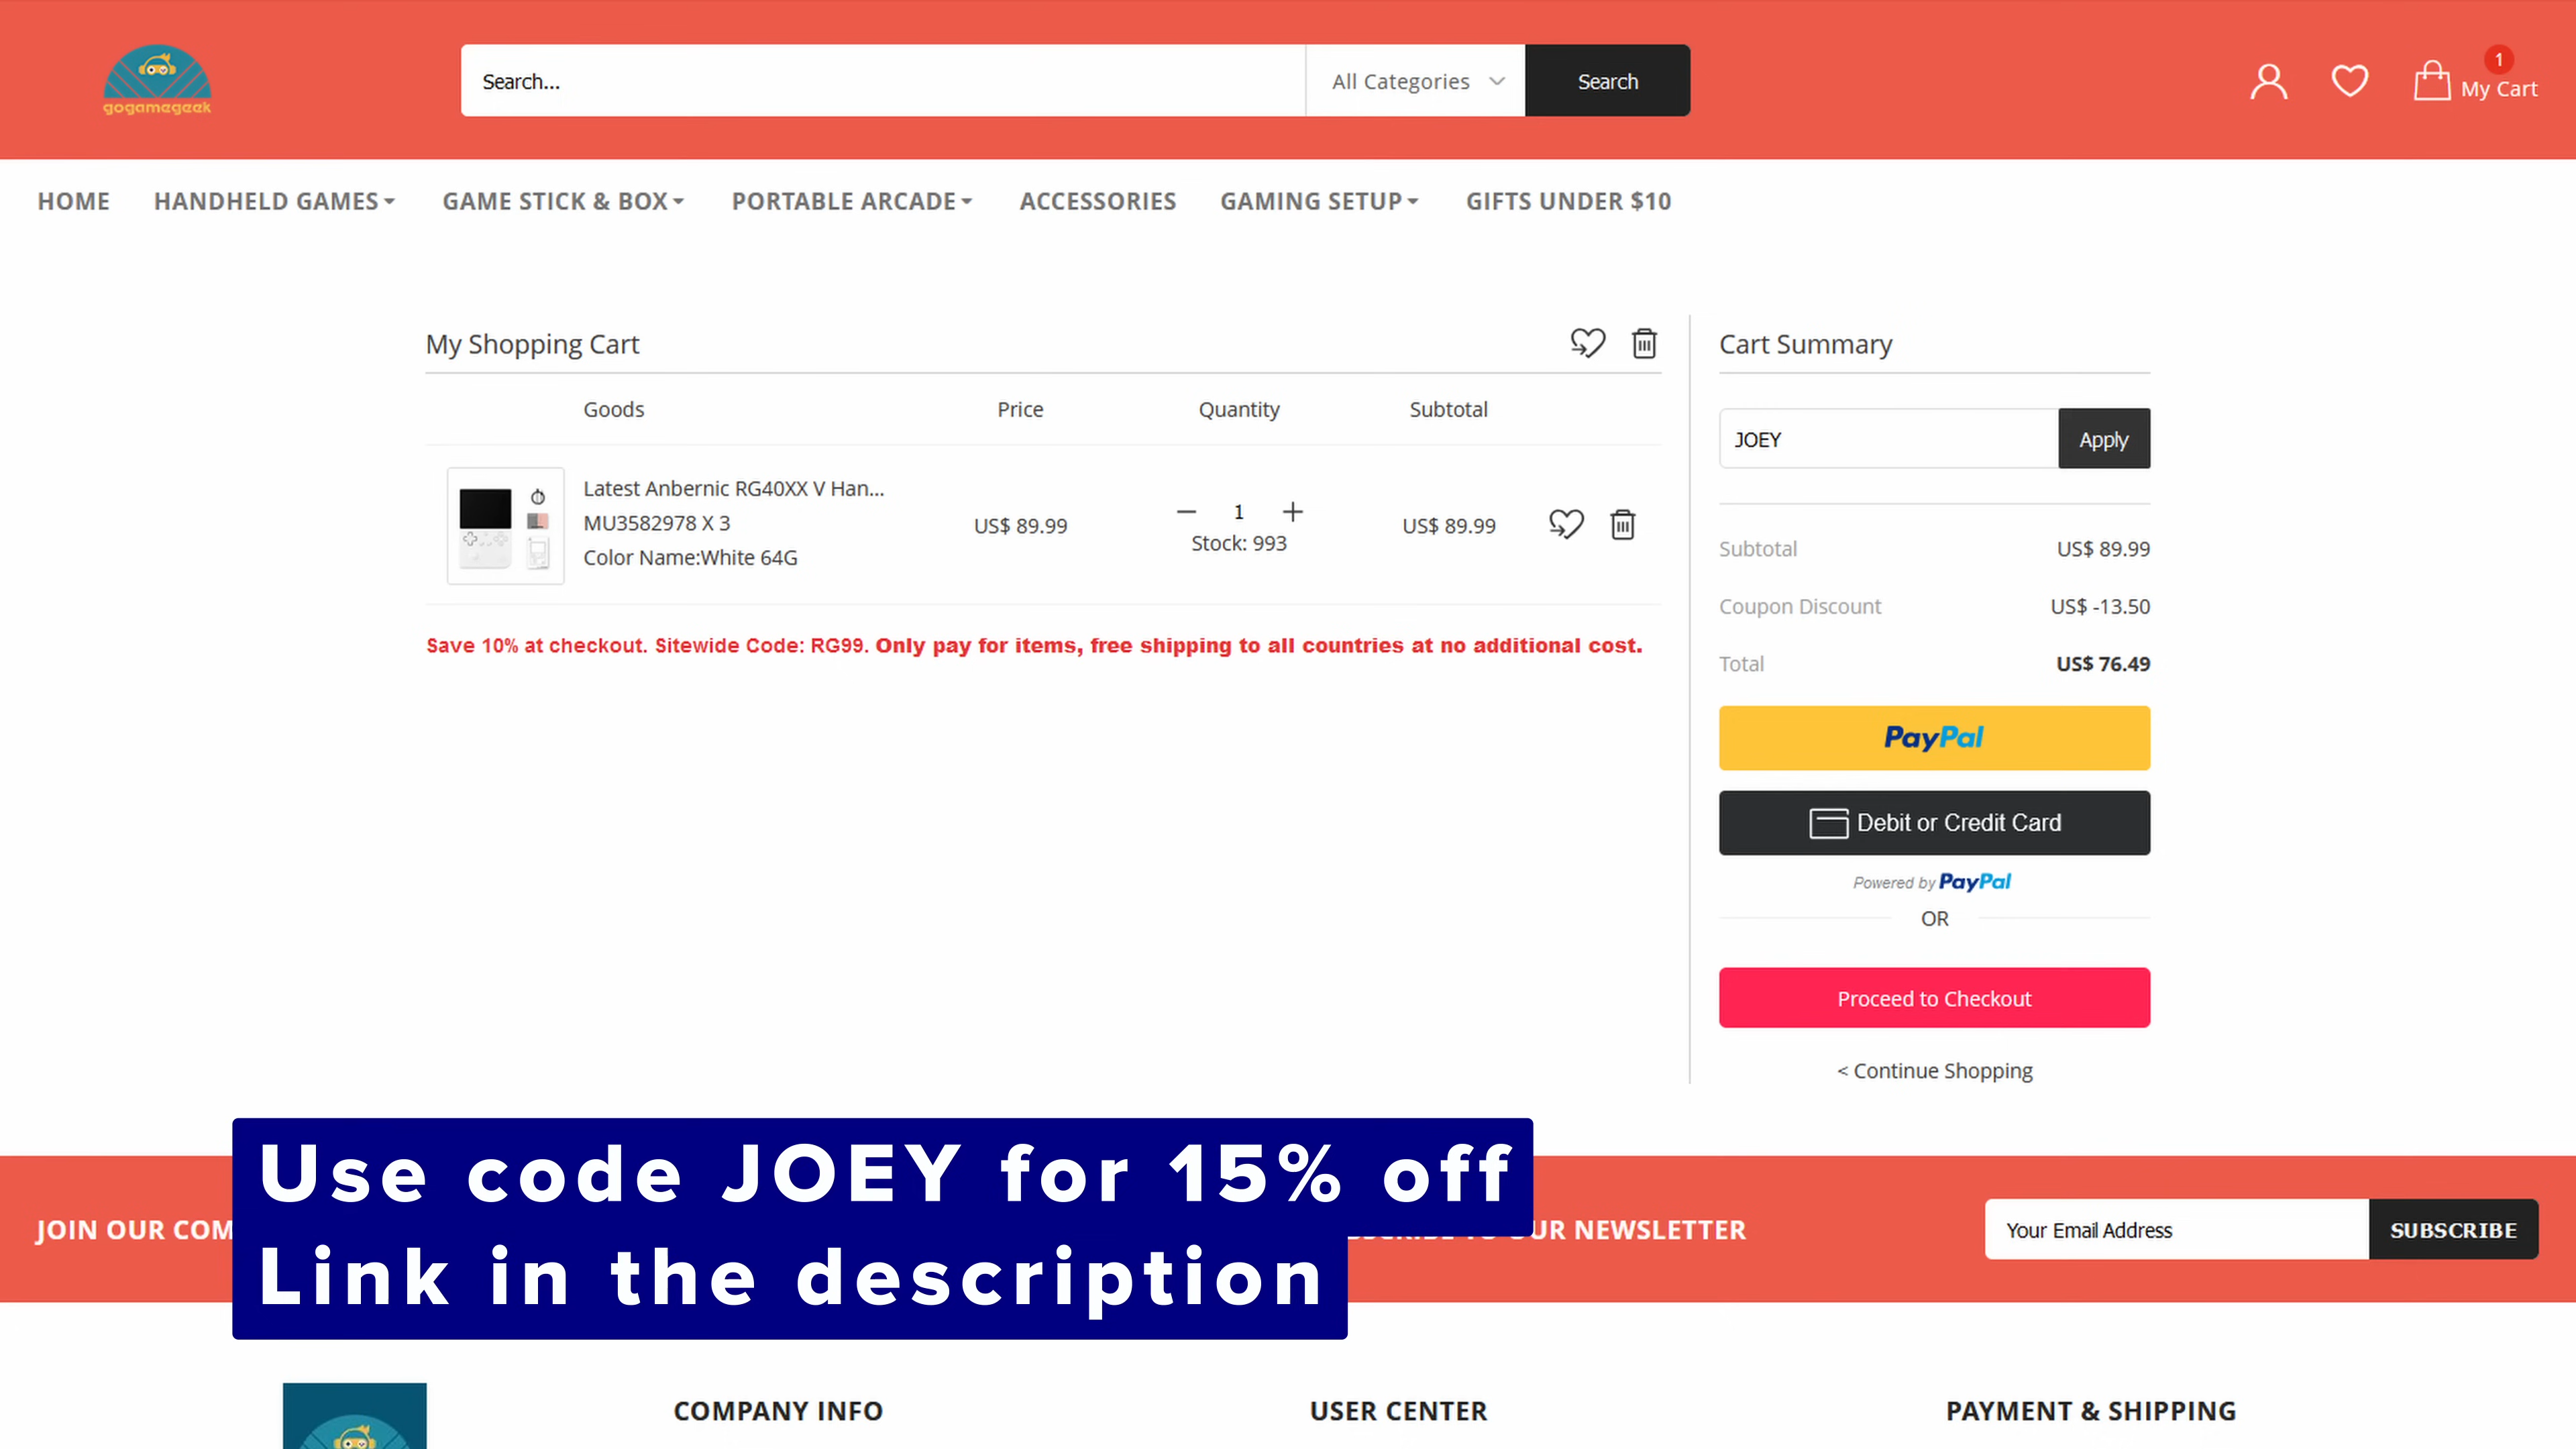 gogamegeek
Search...
All Categories
Search
1
My Cart
HOME
HANDHELD GAMES
GAME STICK & BOX
PORTABLE ARCADE
ACCESSORIES
GAMING SETUP
GIFTS UNDER $10
My Shopping Cart
Goods
Price
Quantity
Subtotal
Latest Anbernic RG40XX V Han...
MU3582978 X 3
Color Name:White 64G
US$ 89.99
1
Stock: 993
US$ 89.99
Save 10% at checkout. Sitewide Code: RG99. Only pay for items, free shipping to all countries at no additional cost.
Cart Summary
JOEY
Apply
Subtotal
US$ 89.99
Coupon Discount
US$ -13.50
Total
US$ 76.49
PayPal
Debit or Credit Card
Powered by PayPal
OR
Proceed to Checkout
< Continue Shopping
Use code JOEY for 15% off
Link in the description
JOIN OUR COM
UR NEWSLETTER
Your Email Address
SUBSCRIBE
COMPANY INFO
USER CENTER
PAYMENT & SHIPPING